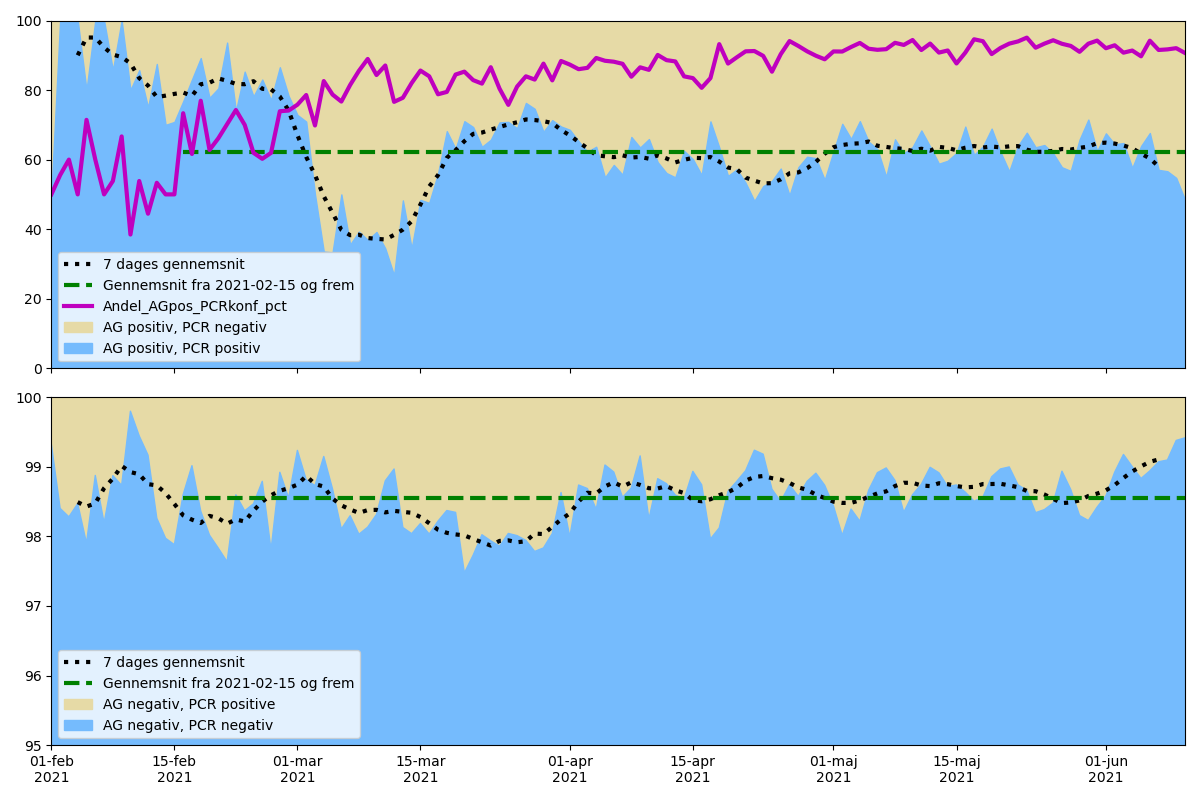 100
80
60
40
20
0
7 dages gennemsnit
Gennemsnit fra 2021-02-15 og frem
Andel_AGpos_PCRkonf_pct
AG positiv, PCR negativ
AG positiv, PCR positiv
100
99
98
97
96
95
7 dages gennemsnit
Gennemsnit fra 2021-02-15 og frem
AG negativ, PCR positive
AG negativ, PCR negativ
01-feb 15-feb 01-mar 15-mar 01-apr 15-apr 01-maj 15-maj 01-jun
2021 2021 2021 2021 2021 2021 2021 2021 2021